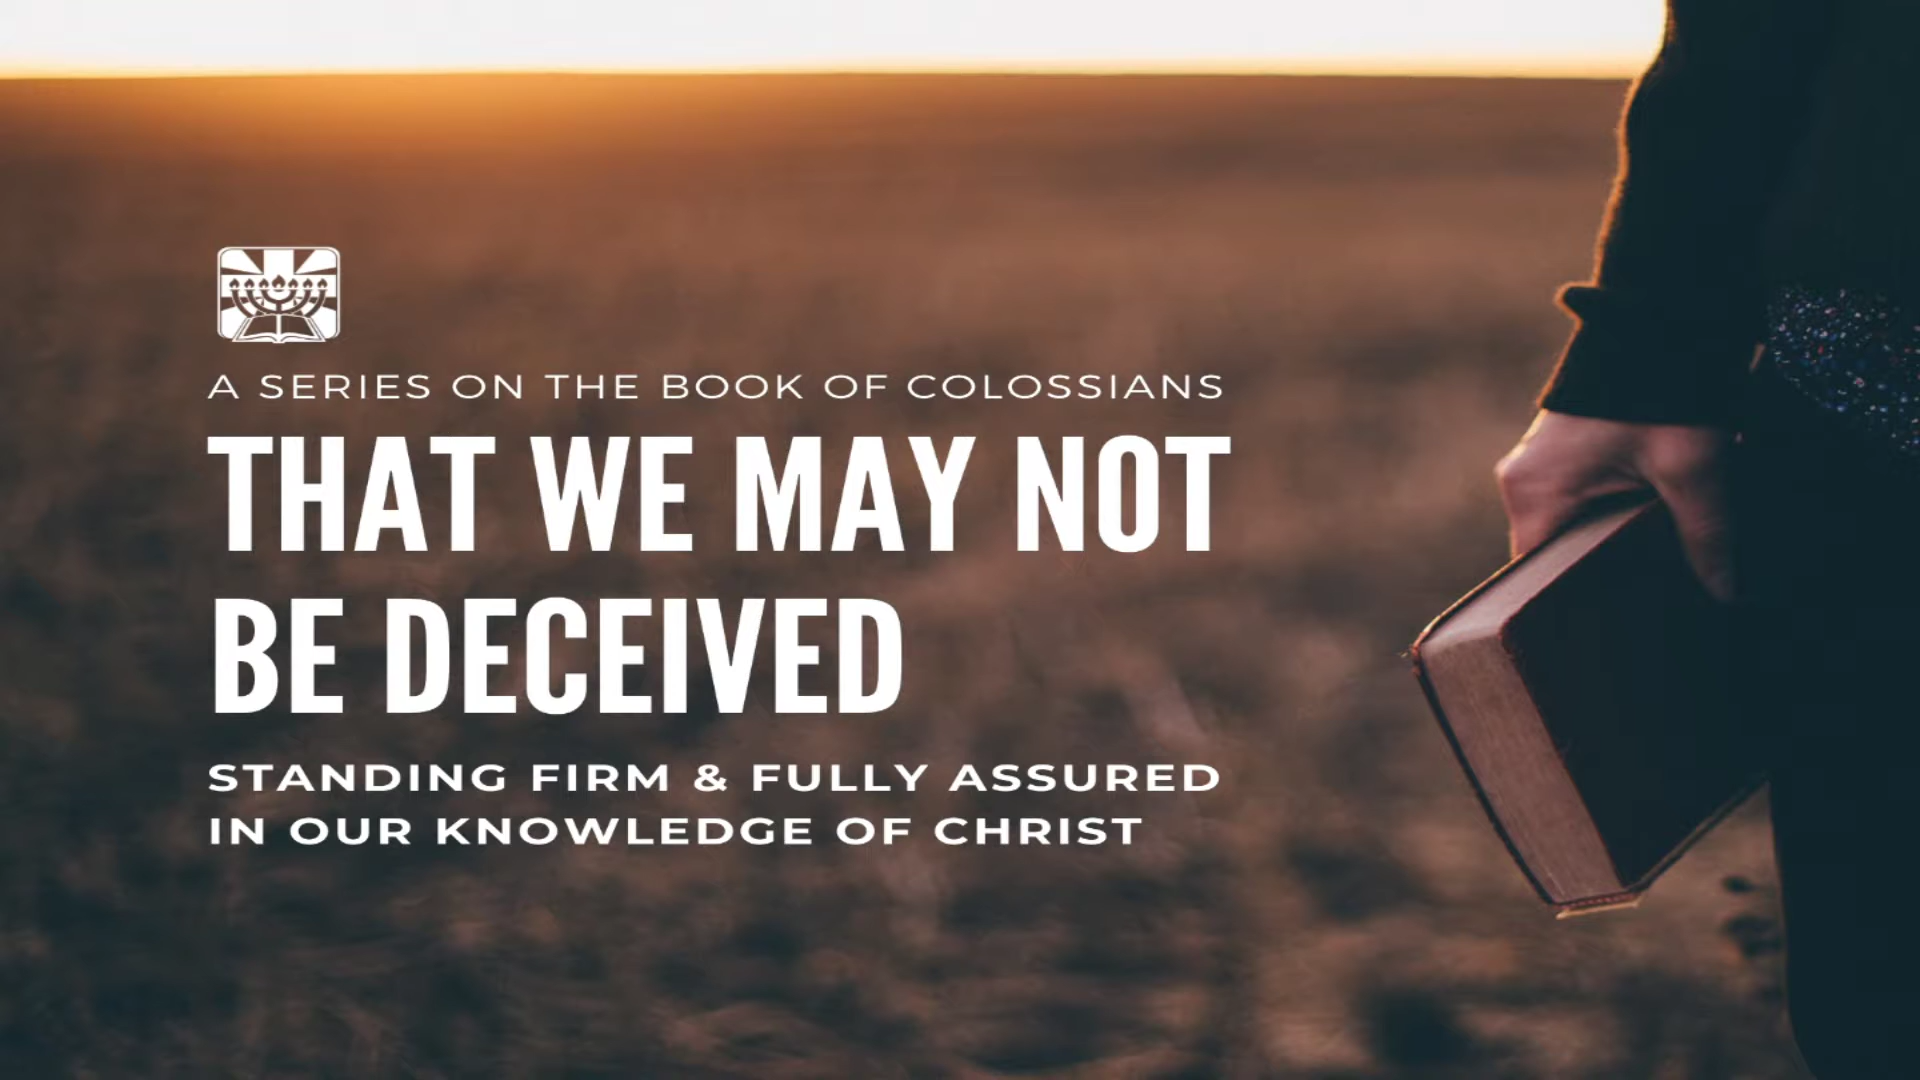 A SERIES ON THE BOOK OF COLOSSIANS
THAT WE MAY NOT
BE DECEIVED
STANDING FIRM & FULLY ASSURED
IN OUR KNOWLEDGE OF CHRIST